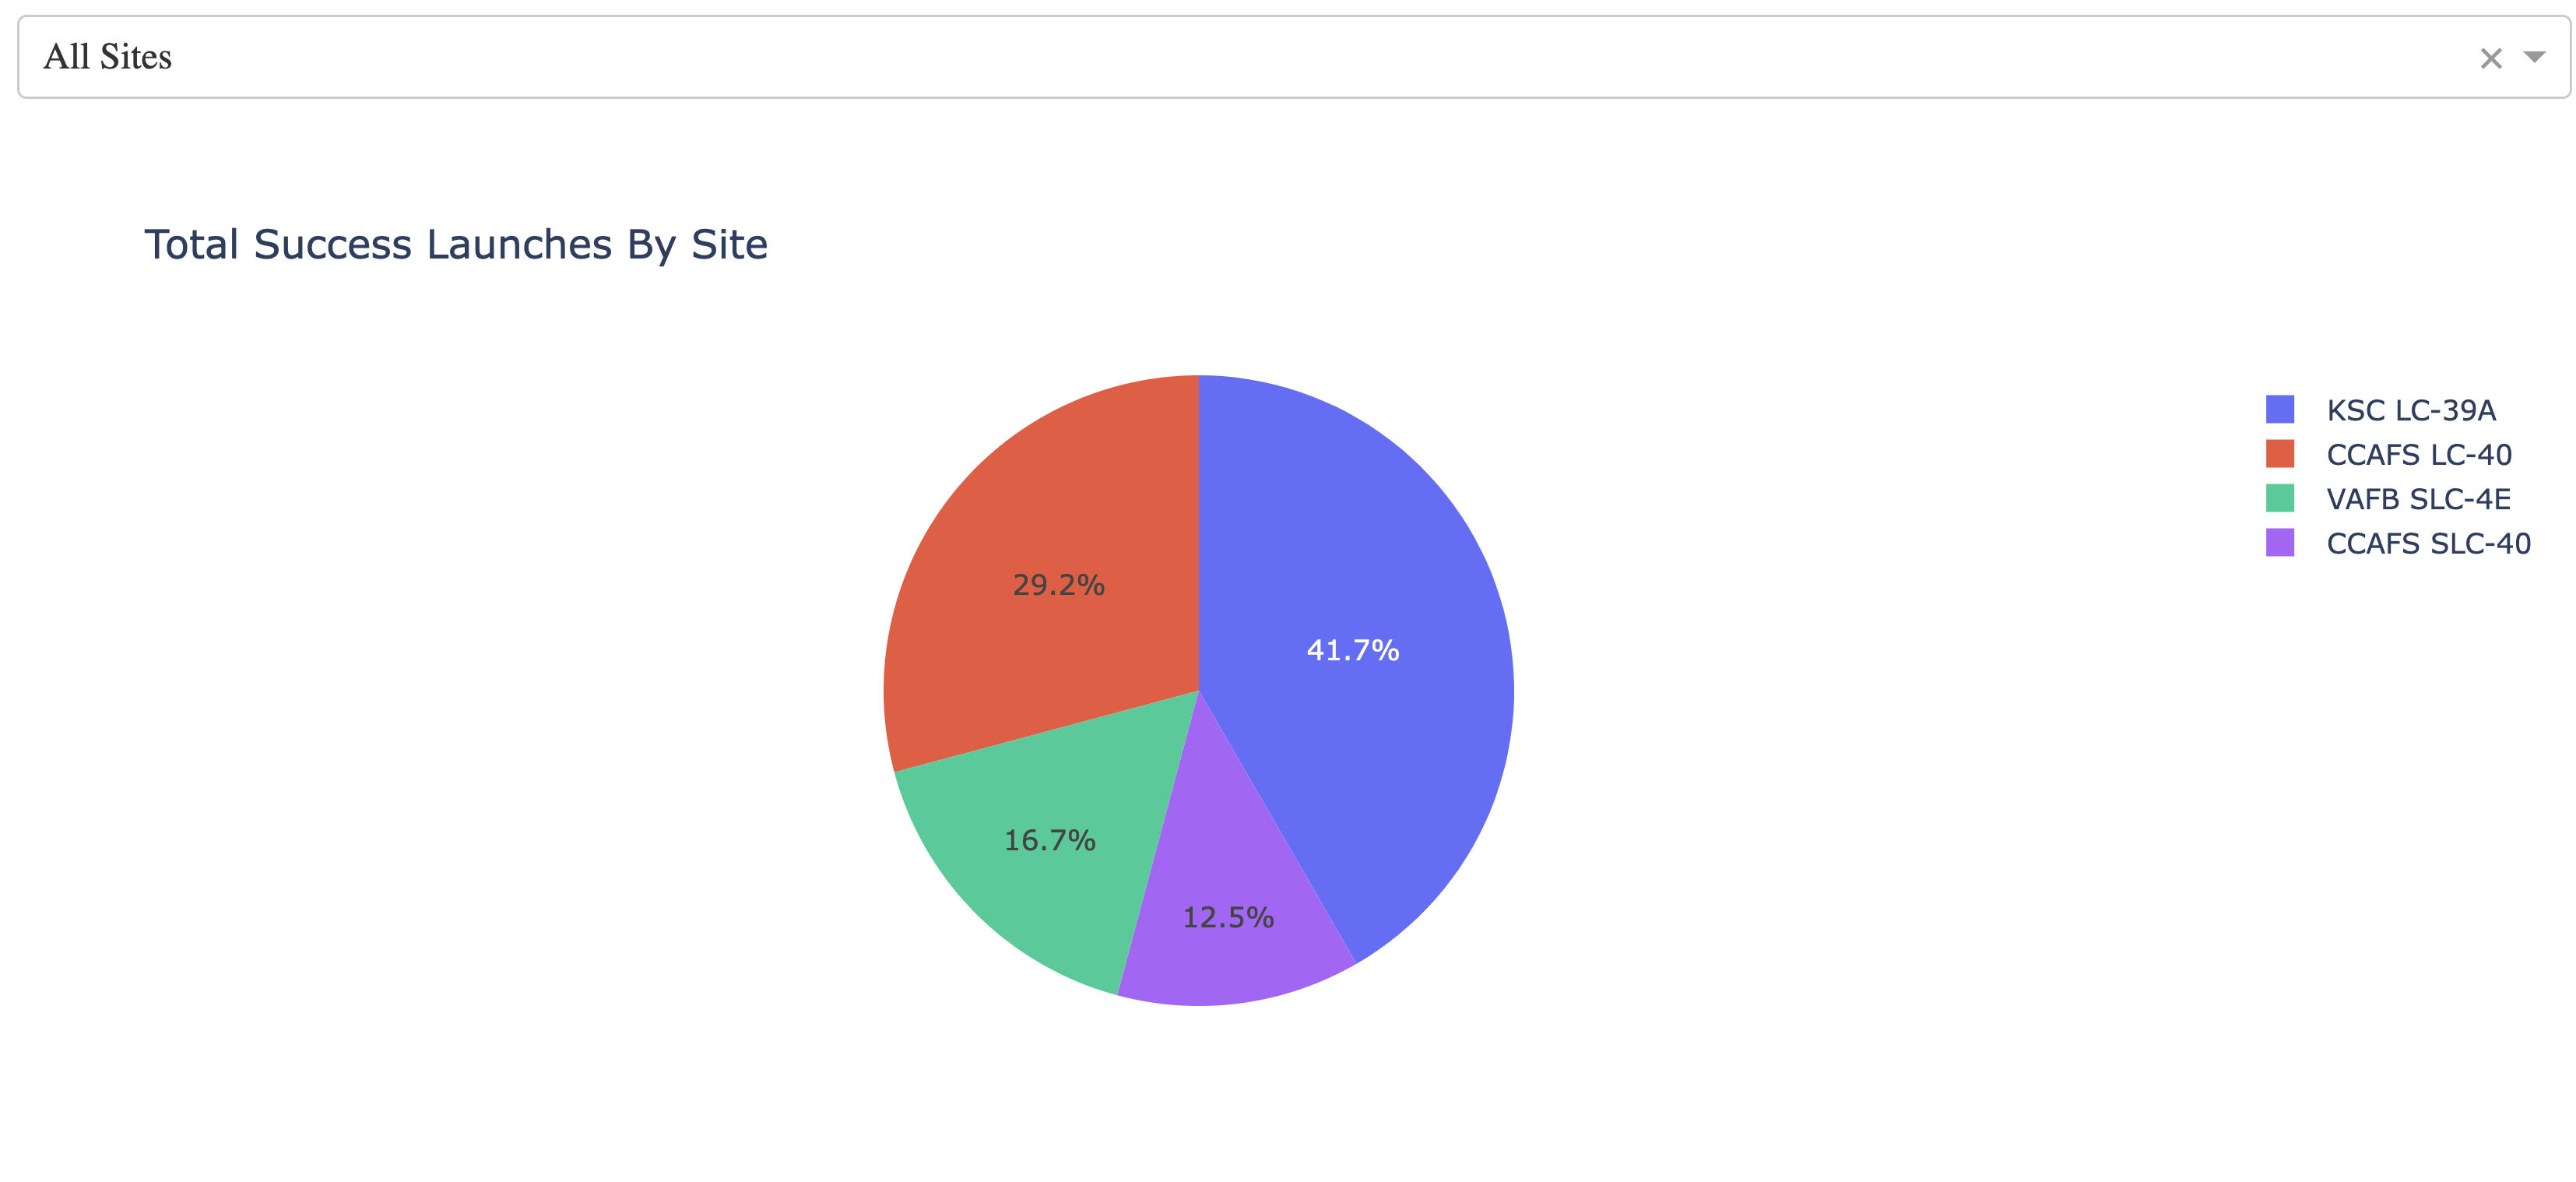 All Sites
Total Success Launches By Site
KSC LC-39A
CCAFS LC-40
VAFB SLC-4E
CCAFS SLC-40
29.2%
41.7%
16.7%
12.5%